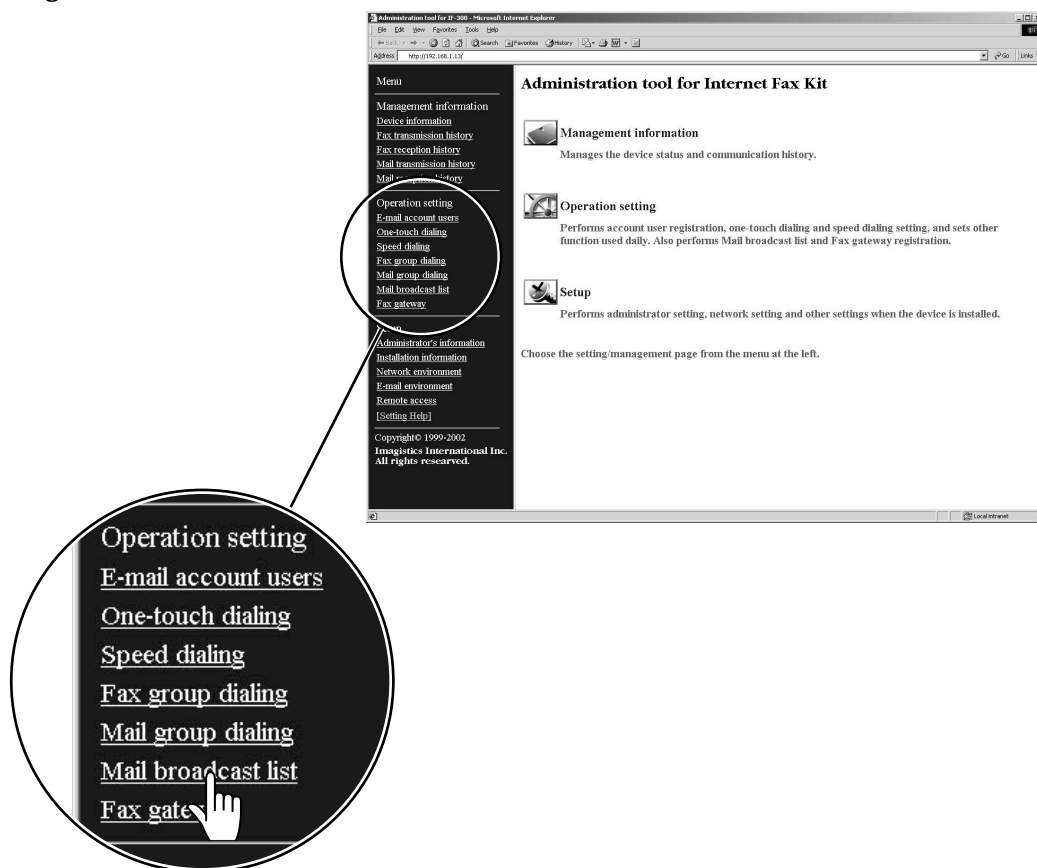 Administration tool for IF-300 - Microsoft Internet Explorer
File Edit View Favorites Tools Help
Back Search Favorites History
Address http://192.168.1.13/ Go Links
Menu
Management information
Device information
Fax transmission history
Fax reception history
Mail transmission history
Mail reception history
Operation setting
E-mail account users
One-touch dialing
Speed dialing
Fax group dialing
Mail group dialing
Mail broadcast list
Fax gateway
Administrator's information
Installation information
Network environment
E-mail environment
Remote access
[Setting Help]
Copyright© 1999-2002
Imagistics International Inc.
All rights researved.
Administration tool for Internet Fax Kit
Management information
Manages the device status and communication history.
Operation setting
Performs account user registration, one-touch dialing and speed dialing setting, and sets other
function used daily. Also performs Mail broadcast list and Fax gateway registration.
Setup
Performs administrator setting, network setting and other settings when the device is installed.
Choose the setting/management page from the menu at the left.
Local intranet
Operation setting
E-mail account users
One-touch dialing
Speed dialing
Fax group dialing
Mail group dialing
Mail broadcast list
Fax gatew